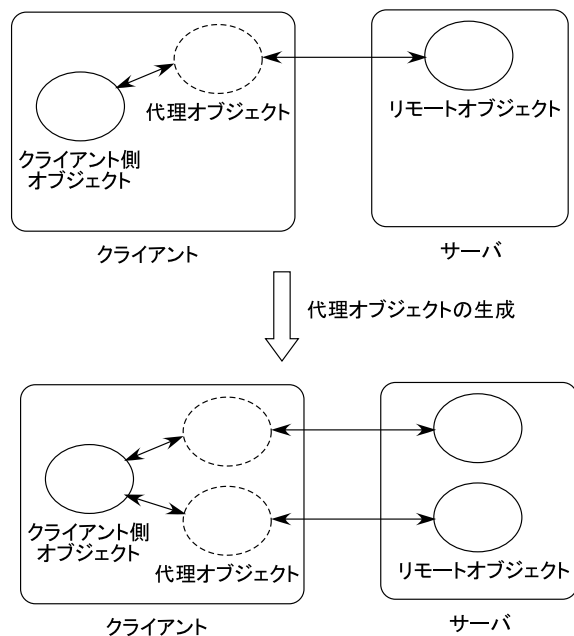 代理オブジェクト
リモートオブジェクト
クライアント側
オブジェクト
クライアント
サーバ
代理オブジェクトの生成
クライアント側
オブジェクト
代理オブジェクト
リモートオブジェクト
クライアント
サーバ